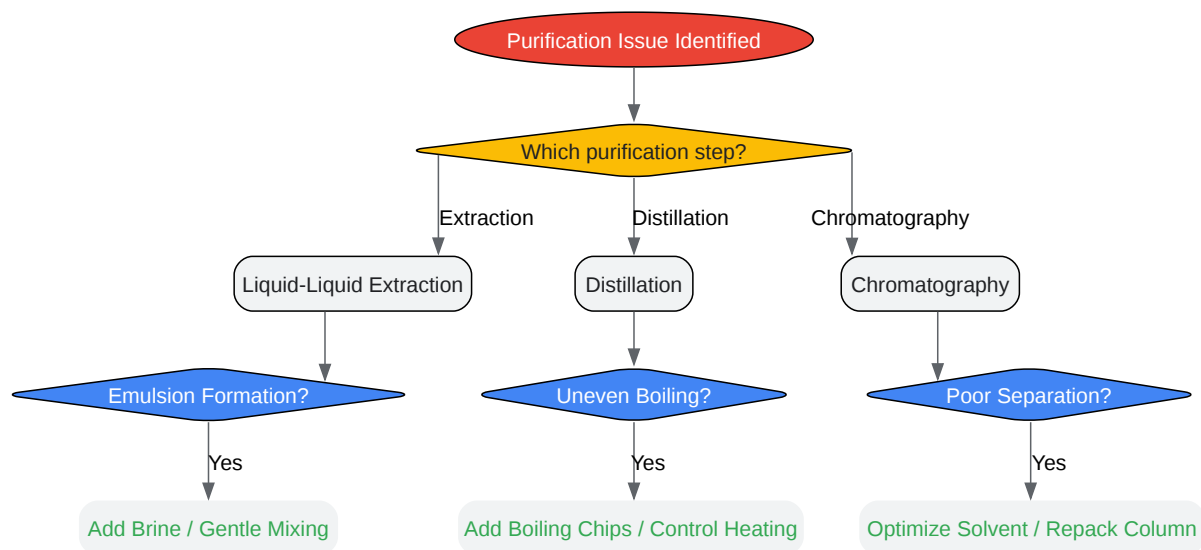 Purification Issue Identified
Which purification step?
Extraction
Distillation
Chromatography
Liquid-Liquid Extraction
Distillation
Chromatography
Emulsion Formation?
Uneven Boiling?
Poor Separation?
Yes
Yes
Yes
Add Brine / Gentle Mixing
Add Boiling Chips / Control Heating
Optimize Solvent / Repack Column